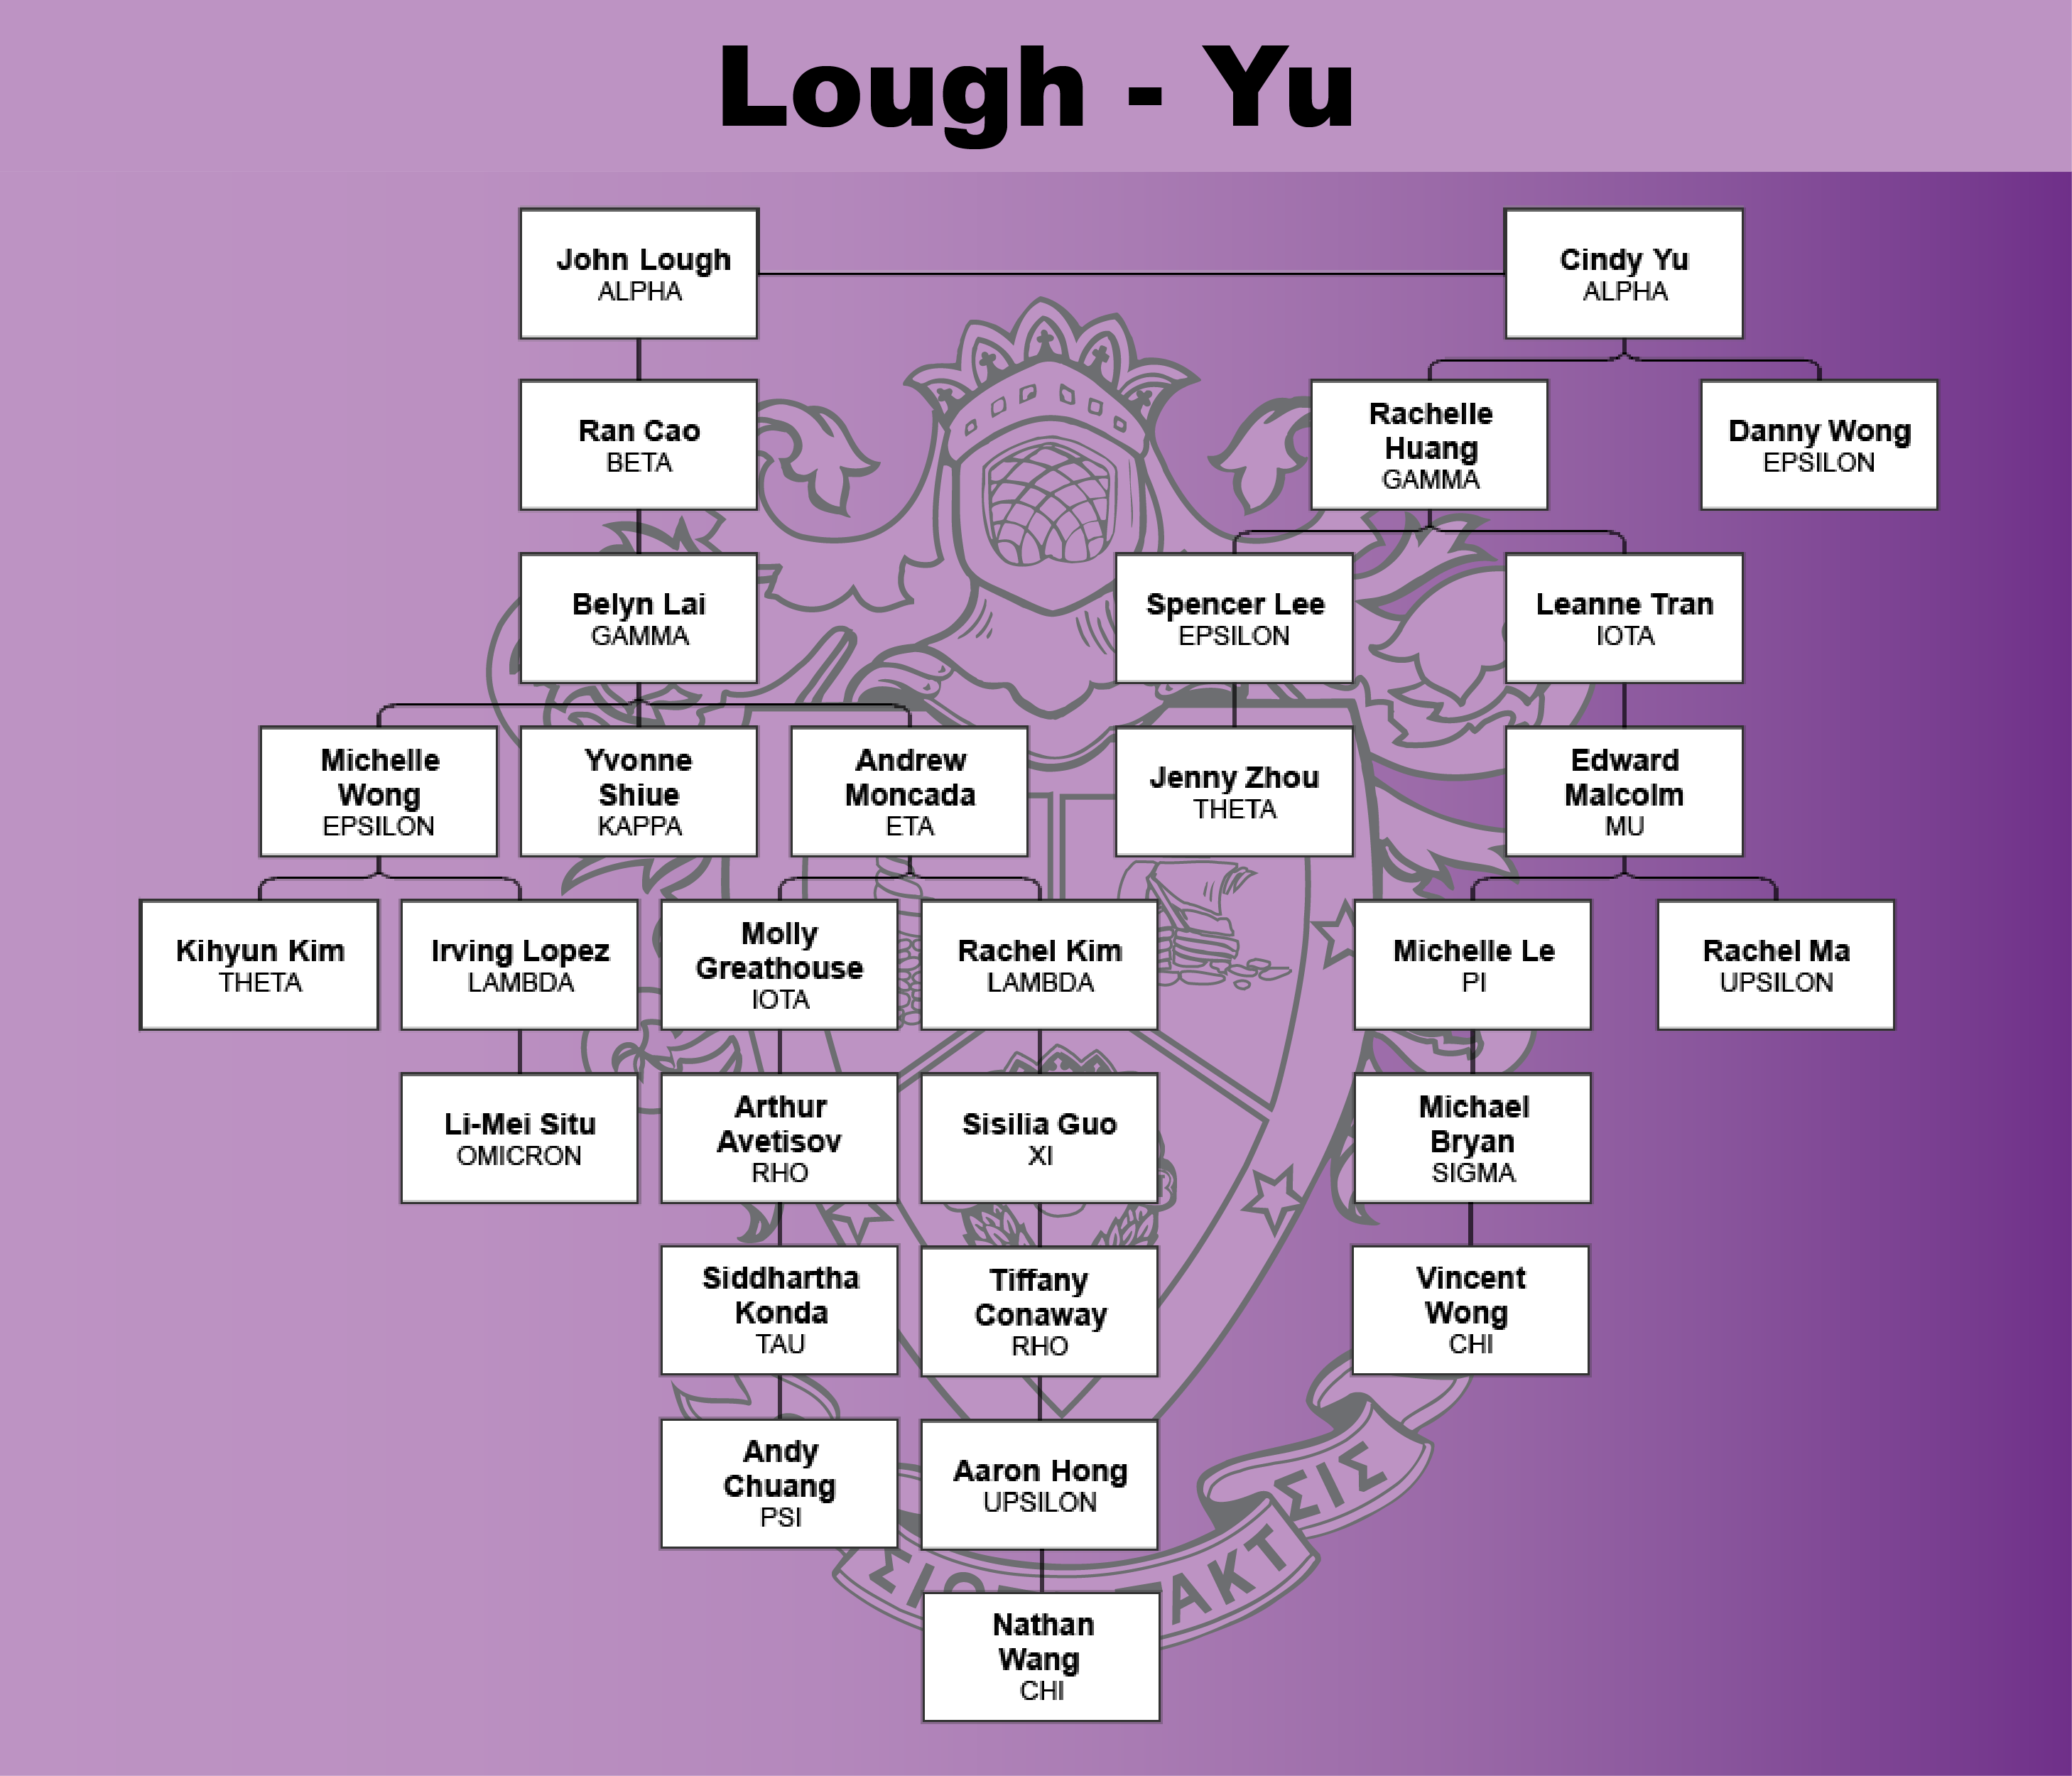 Lough - Yu
John Lough
ALPHA
Cindy Yu
ALPHA
Ran Cao
BETA
Rachelle
Huang
GAMMA
Danny Wong
EPSILON
Belyn Lai
GAMMA
Spencer Lee
EPSILON
Leanne Tran
IOTA
Michelle
Wong
EPSILON
Yvonne
Shiue
KAPPA
Andrew
Moncada
ETA
Jenny Zhou
THETA
Edward
Malcolm
MU
Kihyun Kim
THETA
Irving Lopez
LAMBDA
Molly
Greathouse
IOTA
Rachel Kim
LAMBDA
Michelle Le
PI
Rachel Ma
UPSILON
Li-Mei Situ
OMICRON
Arthur
Avetisov
RHO
Sisilia Guo
XI
Michael
Bryan
SIGMA
Siddhartha
Konda
TAU
Tiffany
Conaway
RHO
Vincent
Wong
CHI
Andy
Chuang
PSI
Aaron Hong
UPSILON
ΣΙΣ
Nathan
Wang
CHI